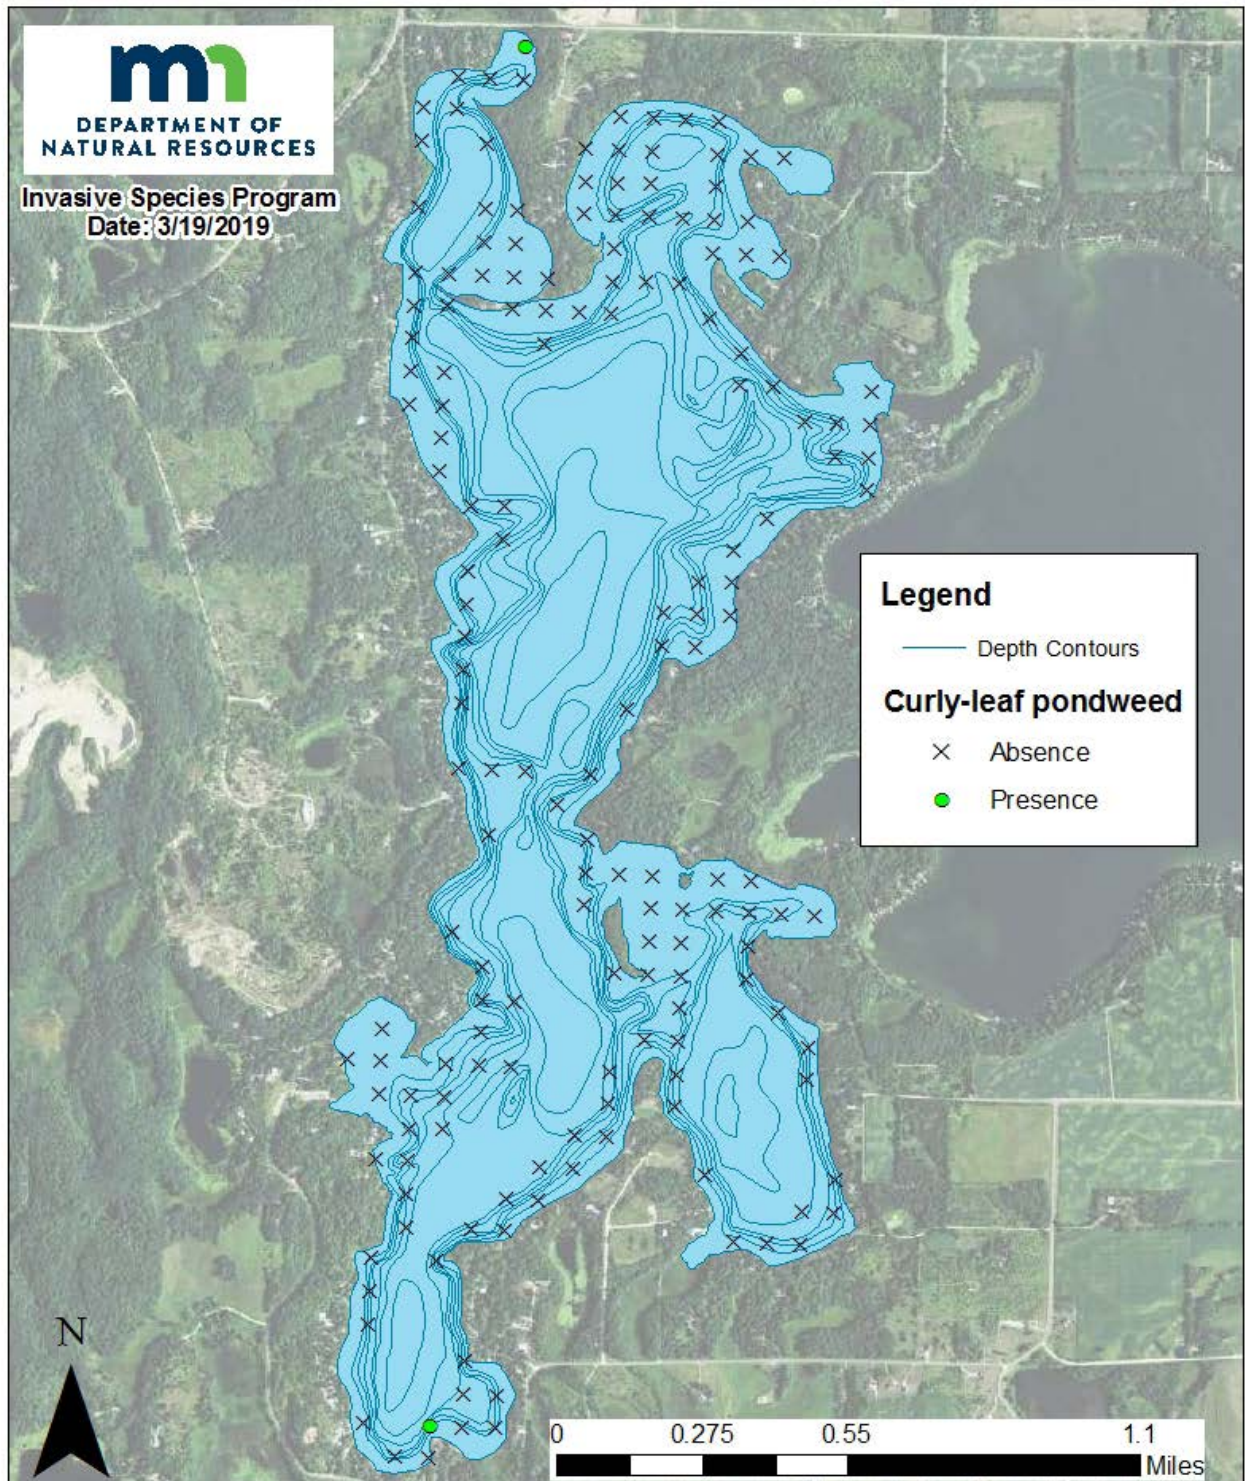 DEPARTMENT OF
NATURAL RESOURCES
Invasive Species Program
Date: 3/19/2019
Legend
Depth Contours
Curly-leaf pondweed
Absence
Presence
N
0 0.275 0.55 1.1
Miles